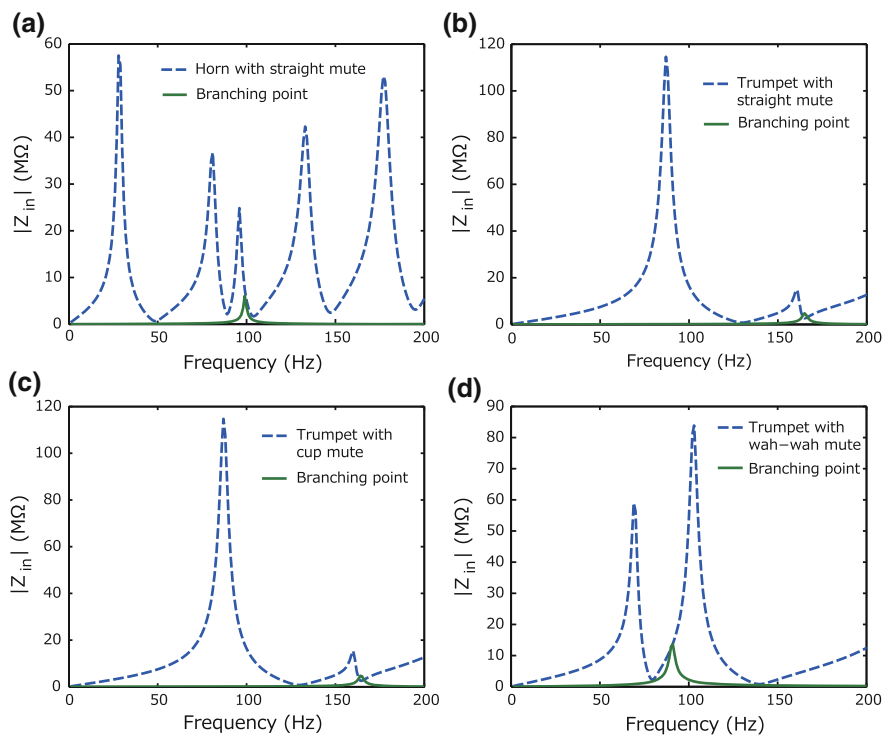 (a)
60
50
40
30
20
10
0
|Z in| (MΩ)
Horn with straight mute
Branching point
0 50 100 150 200
Frequency (Hz)
(b)
120
100
80
60
40
20
0
|Z in| (MΩ)
Trumpet with
straight mute
Branching point
0 50 100 150 200
Frequency (Hz)
(c)
120
100
80
60
40
20
0
|Z in| (MΩ)
Trumpet with
cup mute
Branching point
0 50 100 150 200
Frequency (Hz)
(d)
90
80
70
60
50
40
30
20
10
0
|Z in| (MΩ)
Trumpet with
wah−wah mute
Branching point
0 50 100 150 200
Frequency (Hz)